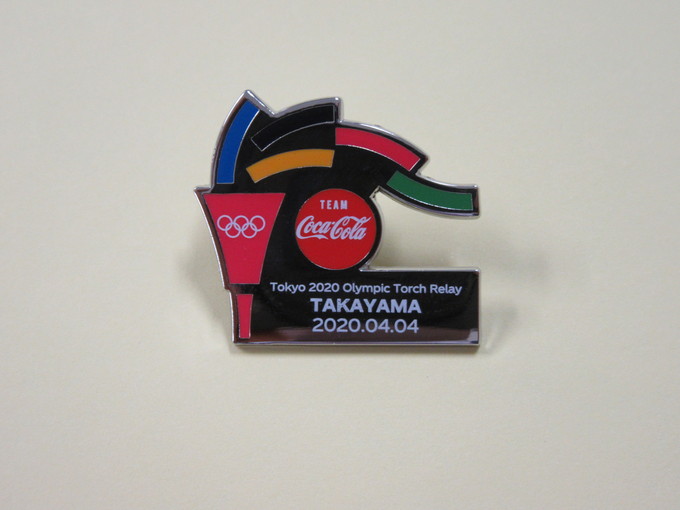 TEAM
Coca-Cola
Tokyo 2020 Olympic Torch Relay
TAKAYAMA
2020.04.04